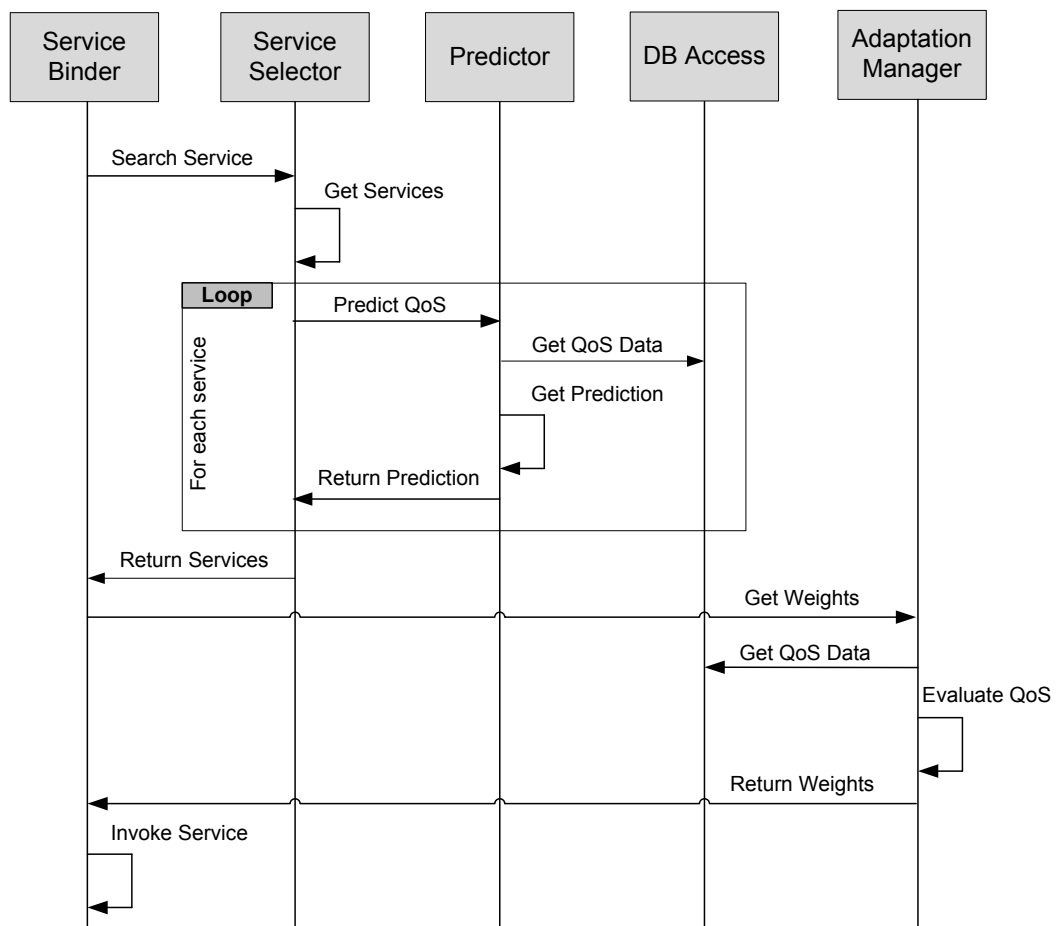 Service
Binder
Service
Selector
Predictor
DB Access
Adaptation
Manager
Search Service
Get Services
Loop
Predict QoS
For each service
Get QoS Data
Get Prediction
Return Prediction
Return Services
Get Weights
Get QoS Data
Evaluate QoS
Return Weights
Invoke Service